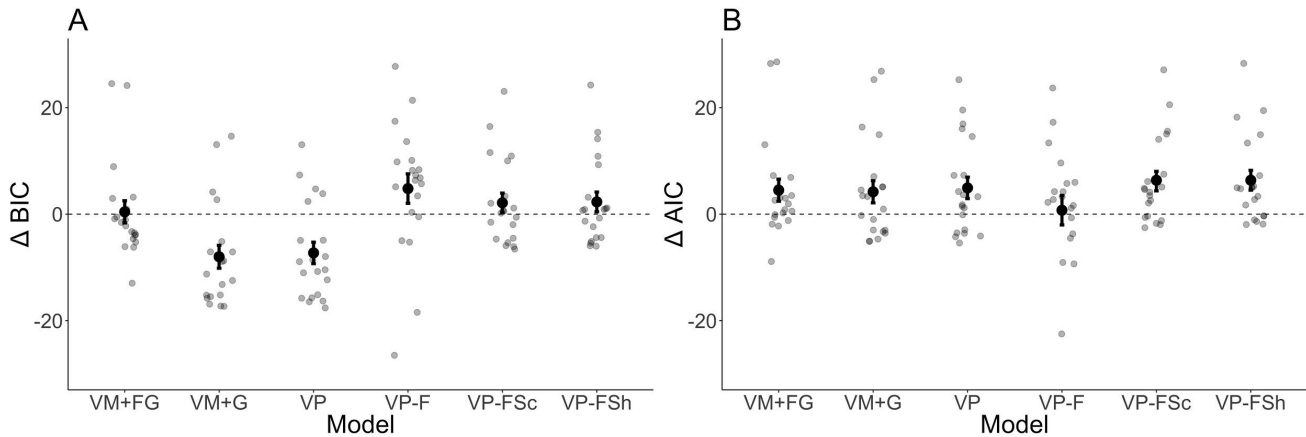 A
Δ BIC
20
0
-20
VM+FG VM+G VP VP-F VP-FSc VP-FSh
Model
B
Δ AIC
20
0
-20
VM+FG VM+G VP VP-F VP-FSc VP-FSh
Model